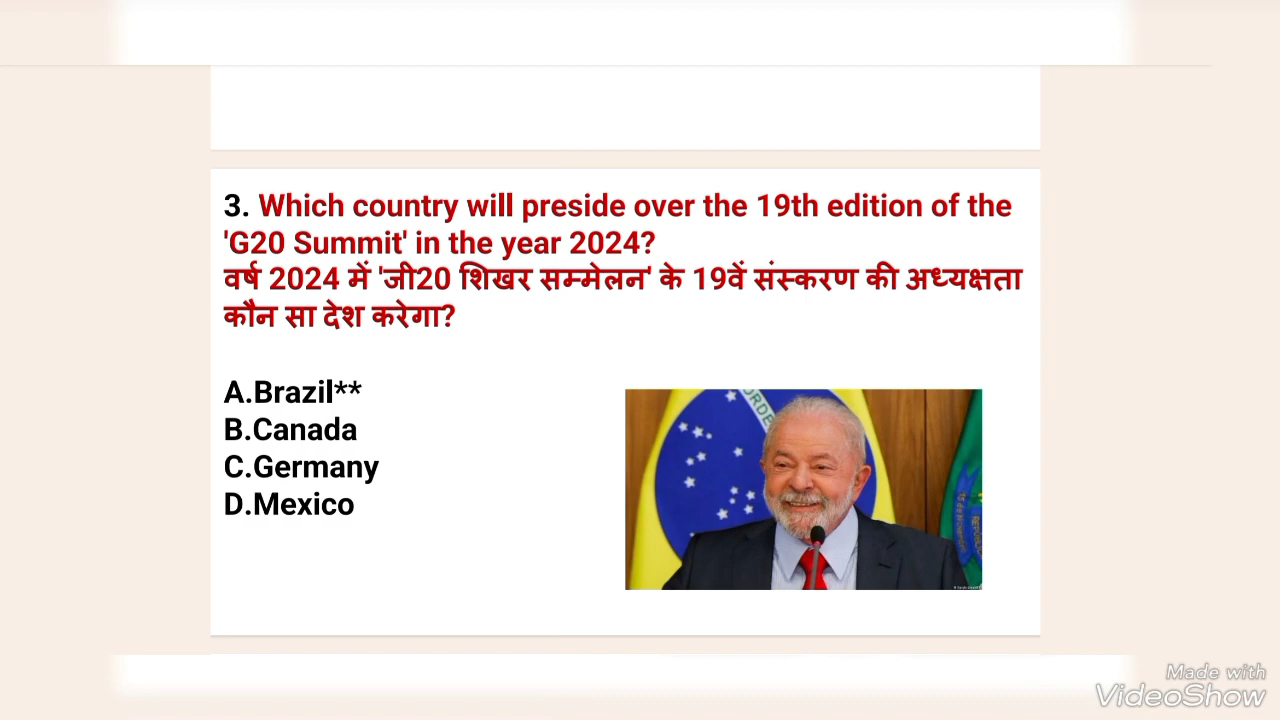 3. Which country will preside over the 19th edition of the
'G20 Summit' in the year 2024?
वर्ष 2024 में 'जी20 शिखर सम्मेलन' के 19वें संस्करण की अध्यक्षता
कौन सा देश करेगा?
A.Brazil**
B.Canada
C.Germany
D.Mexico
ORDE
Made with
VideoShow